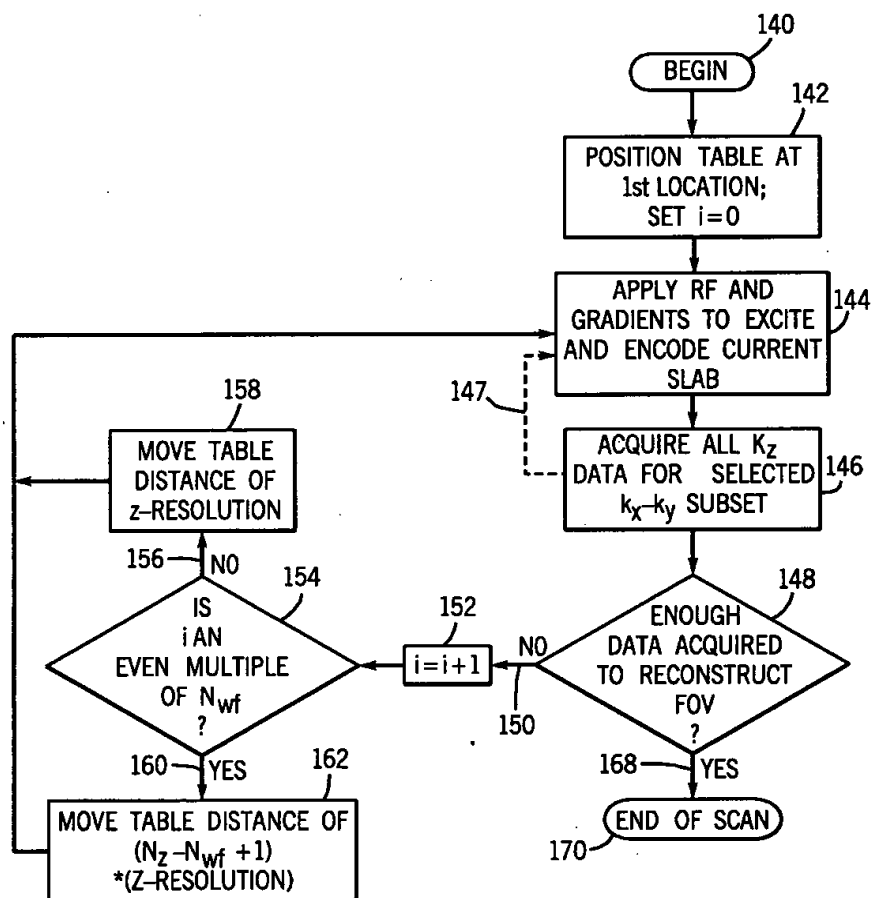 140
BEGIN
142
POSITION TABLE AT
1st LOCATION;
SET i=0
APPLY RF AND
GRADIENTS TO EXCITE
AND ENCODE CURRENT
SLAB
144
147
ACQUIRE ALL Kz
DATA FOR SELECTED
kx–ky SUBSET
146
158
MOVE TABLE
DISTANCE OF
z–RESOLUTION
156
NO
154
IS
i AN
EVEN MULTIPLE
OF Nwf
?
152
i=i+1
NO
150
148
ENOUGH
DATA ACQUIRED
TO RECONSTRUCT
FOV
?
160
YES
162
MOVE TABLE DISTANCE OF
(Nz–Nwf +1)
*(Z–RESOLUTION)
168
YES
END OF SCAN
170